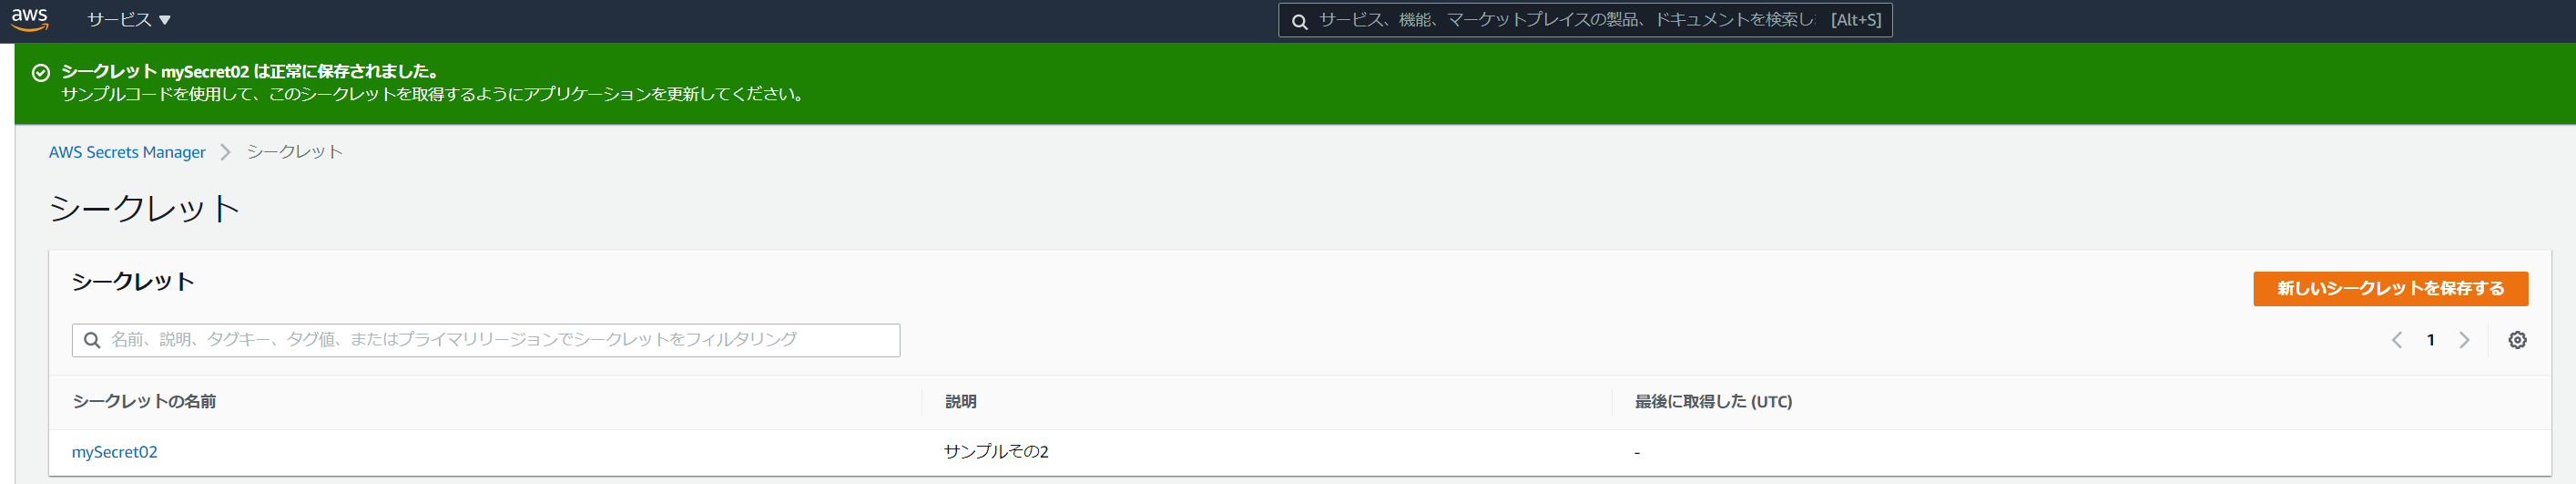 aws サービス サービス、機能、マーケットプレイスの製品、ドキュメントを検索し [Alt+S]
シークレット mySecret02 は正常に保存されました。
サンプルコードを使用して、このシークレットを取得するようにアプリケーションを更新してください。
AWS Secrets Manager シークレット
シークレット
シークレット
新しいシークレットを保存する
名前、説明、タグキー、タグ値、またはプライマリリージョンでシークレットをフィルタリング 1
シークレットの名前 説明 最後に取得した (UTC)
mySecret02 サンプルその2 -